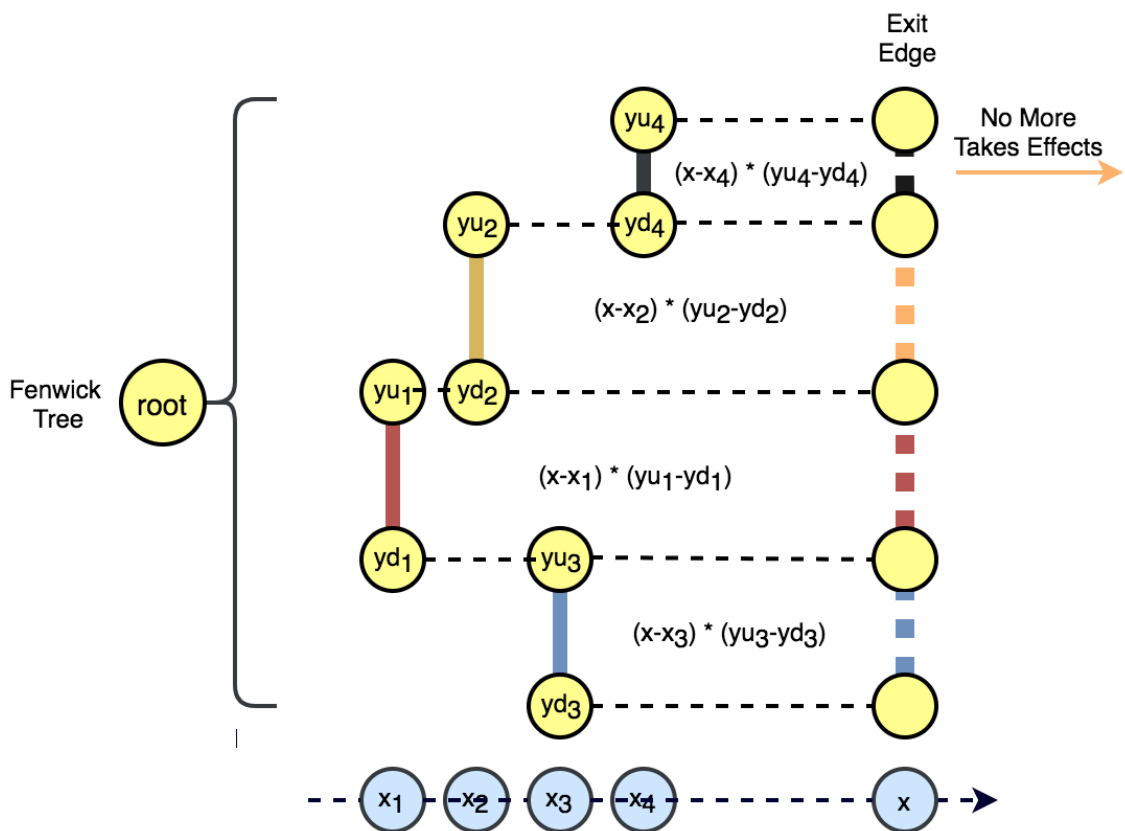 Exit
Edge
yu4
No More
Takes Effects
(x-x4) * (yu4-yd4)
yu2
yd4
(x-x2) * (yu2-yd2)
Fenwick
Tree
root
yu1
yd2
(x-x1) * (yu1-yd1)
yd1
yu3
(x-x3) * (yu3-yd3)
yd3
x1
x2
x3
x4
x